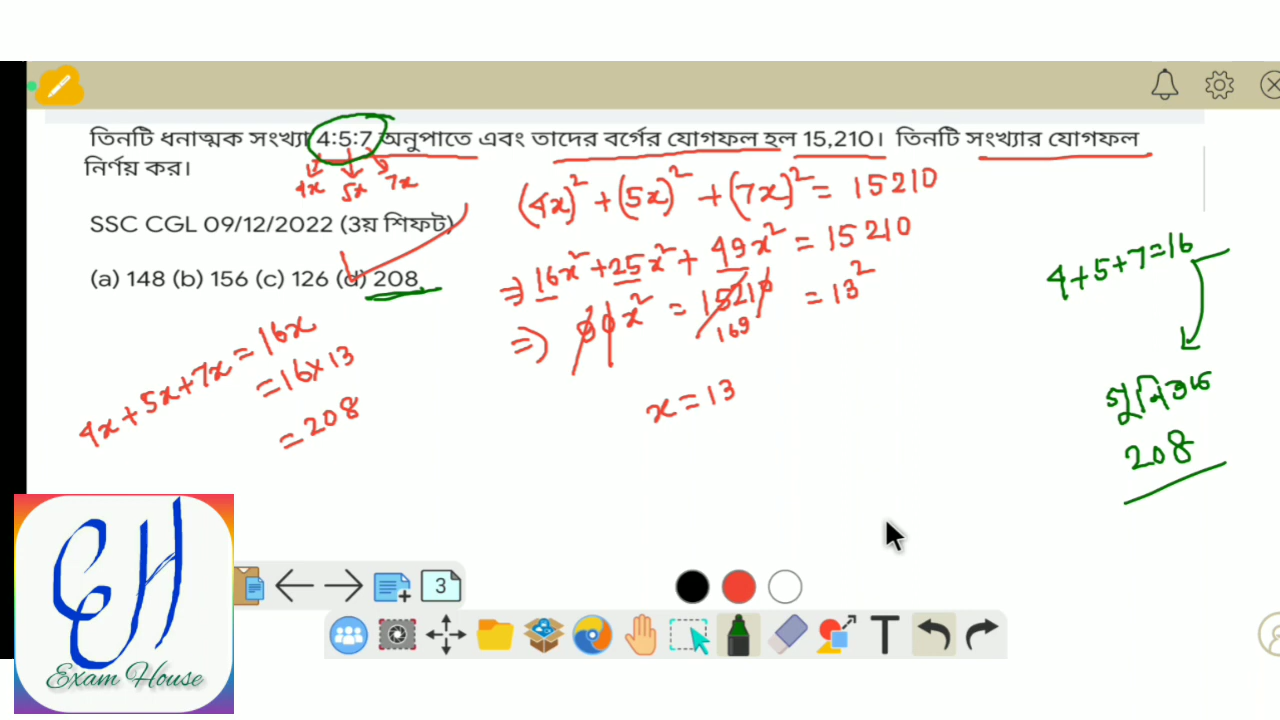 তিনটি ধনাত্মক সংখ্যা 4:5:7 অনুপাতে এবং তাদের বর্গের যোগফল হল 15,210। তিনটি সংখ্যার যোগফল
নির্ণয় কর।
4x 5x 7x
SSC CGL 09/12/2022 (3য় শিফট)
(a) 148 (b) 156 (c) 126 (d) 208
(4x)² + (5x)² + (7x)² = 15210
⇒ 16x² + 25x² + 49x² = 15210
⇒ 90x² = 15210 = 13²
169
x = 13
4x + 5x + 7x = 16x
= 16 × 13
= 208
4+5+7=16
208
3
T
CH
Exam House